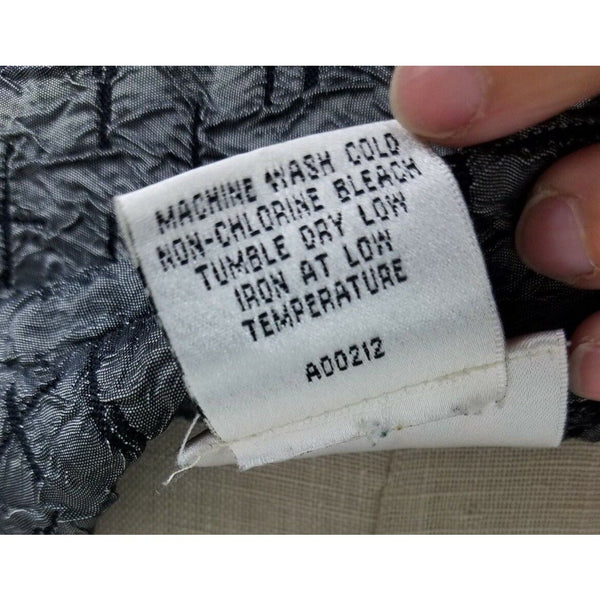 MACHINE WASH COLD
NON-CHLORINE BLEACH
TUMBLE DRY LOW
IRON AT LOW
TEMPERATURE
A00212